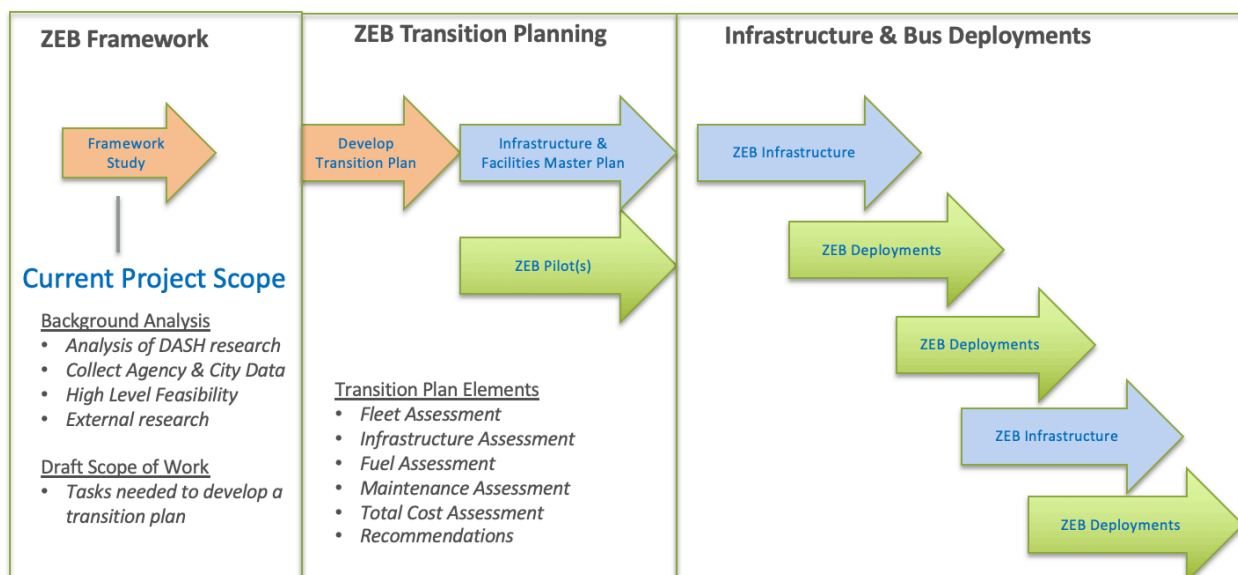 ZEB Framework
Framework
Study
Current Project Scope
Background Analysis
• Analysis of DASH research
• Collect Agency & City Data
• High Level Feasibility
• External research
Draft Scope of Work
• Tasks needed to develop a
transition plan
ZEB Transition Planning
Develop
Transition Plan
Infrastructure &
Facilities Master Plan
ZEB Pilot(s)
Transition Plan Elements
• Fleet Assessment
• Infrastructure Assessment
• Fuel Assessment
• Maintenance Assessment
• Total Cost Assessment
• Recommendations
Infrastructure & Bus Deployments
ZEB Infrastructure
ZEB Deployments
ZEB Deployments
ZEB Infrastructure
ZEB Deployments